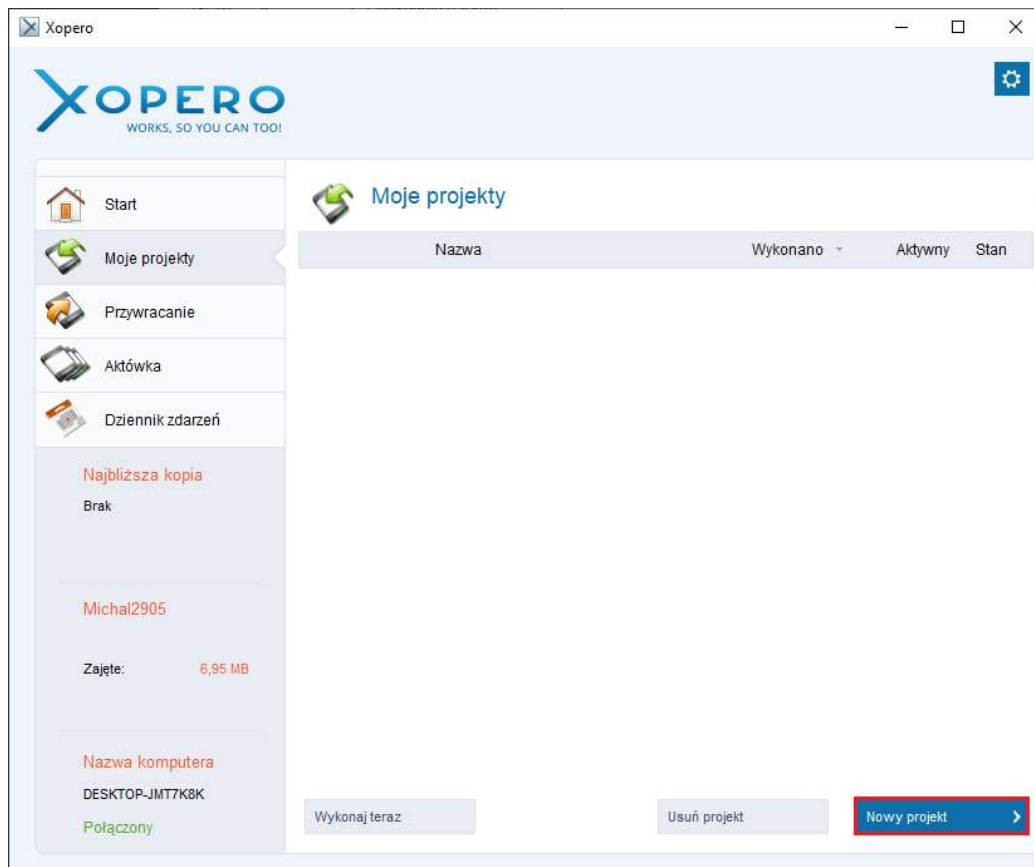 Xopero
XOPERO
WORKS, SO YOU CAN TOO!
Start
Moje projekty
Przywracanie
Aktówka
Dziennik zdarzeń
Najbliższa kopia
Brak
Michal2905
Zajęte: 6,95 MB
Nazwa komputera
DESKTOP-JMT7K8K
Połączony
Moje projekty
Nazwa Wykonano Aktywny Stan
Wykonaj teraz Usuń projekt Nowy projekt